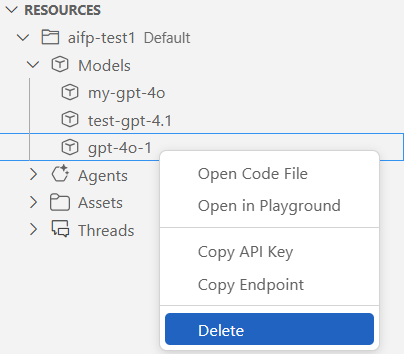 RESOURCES
aifp-test1 Default
Models
my-gpt-4o
test-gpt-4.1
gpt-4o-1
Agents
Assets
Threads
Open Code File
Open in Playground
Copy API Key
Copy Endpoint
Delete